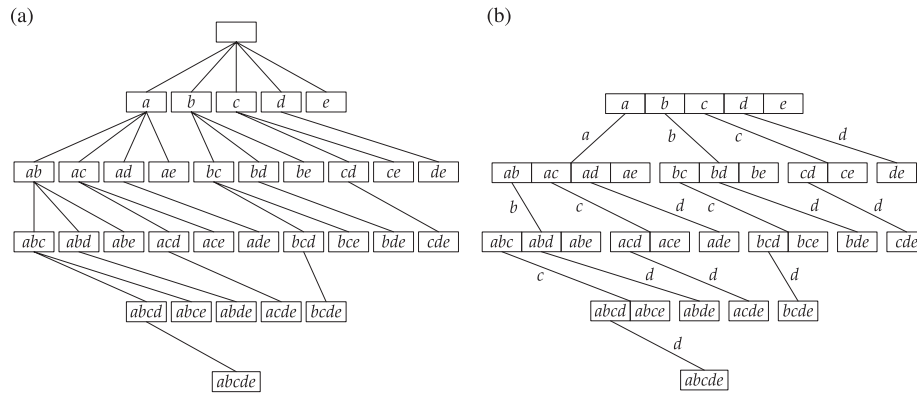 (a)
a b c d e
ab ac ad ae bc bd be cd ce de
abc abd abe acd ace ade bcd bce bde cde
abcd abce abde acde bcde
abcde
(b)
a b c d e
a b c d
ab ac ad ae bc bd be cd ce de
b c d c d d
abc abd abe acd ace ade bcd bce bde cde
c d d d
abcd abce abde acde bcde
d
abcde